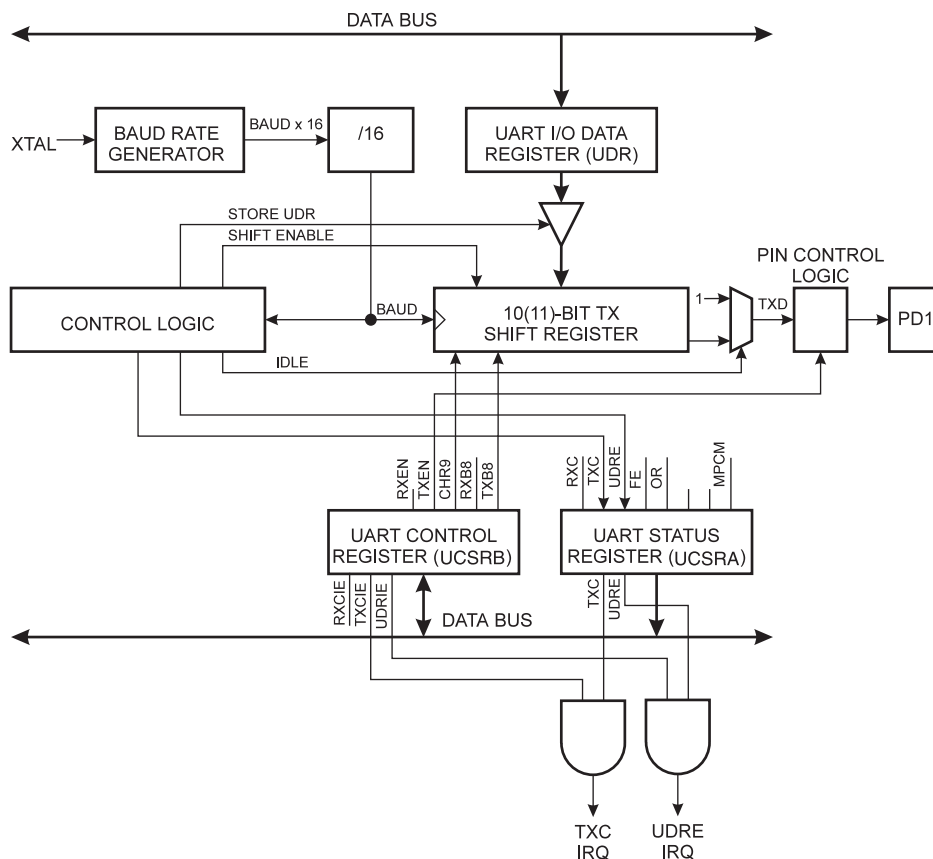 DATA BUS
XTAL
BAUD RATE
GENERATOR
BAUD x 16
/16
UART I/O DATA
REGISTER (UDR)
STORE UDR
SHIFT ENABLE
PIN CONTROL
LOGIC
CONTROL LOGIC
BAUD
10(11)-BIT TX
SHIFT REGISTER
1
TXD
PD1
IDLE
RXEN
TXEN
CHR9
RXB8
TXB8
RXC
TXC
UDRE
FE
OR
MPCM
UART CONTROL
REGISTER (UCSRB)
UART STATUS
REGISTER (UCSRA)
RXCIE
TXCIE
UDRIE
TXC
UDRE
DATA BUS
TXC
IRQ
UDRE
IRQ